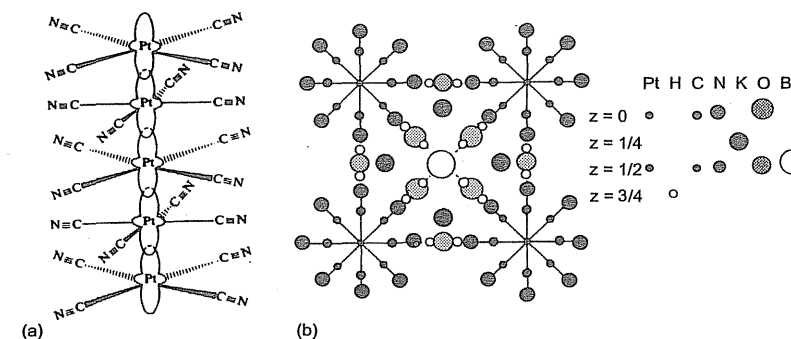 N≡C C≡N
Pt
N≡C C≡N
C≡N
N≡C Pt C≡N
N≡C
N≡C C≡N
Pt
N≡C C≡N
C≡N
N≡C Pt C≡N
N≡C
N≡C C≡N
Pt
N≡C C≡N
(a)
Pt H C N K O B
z = 0
z = 1/4
z = 1/2
z = 3/4
(b)